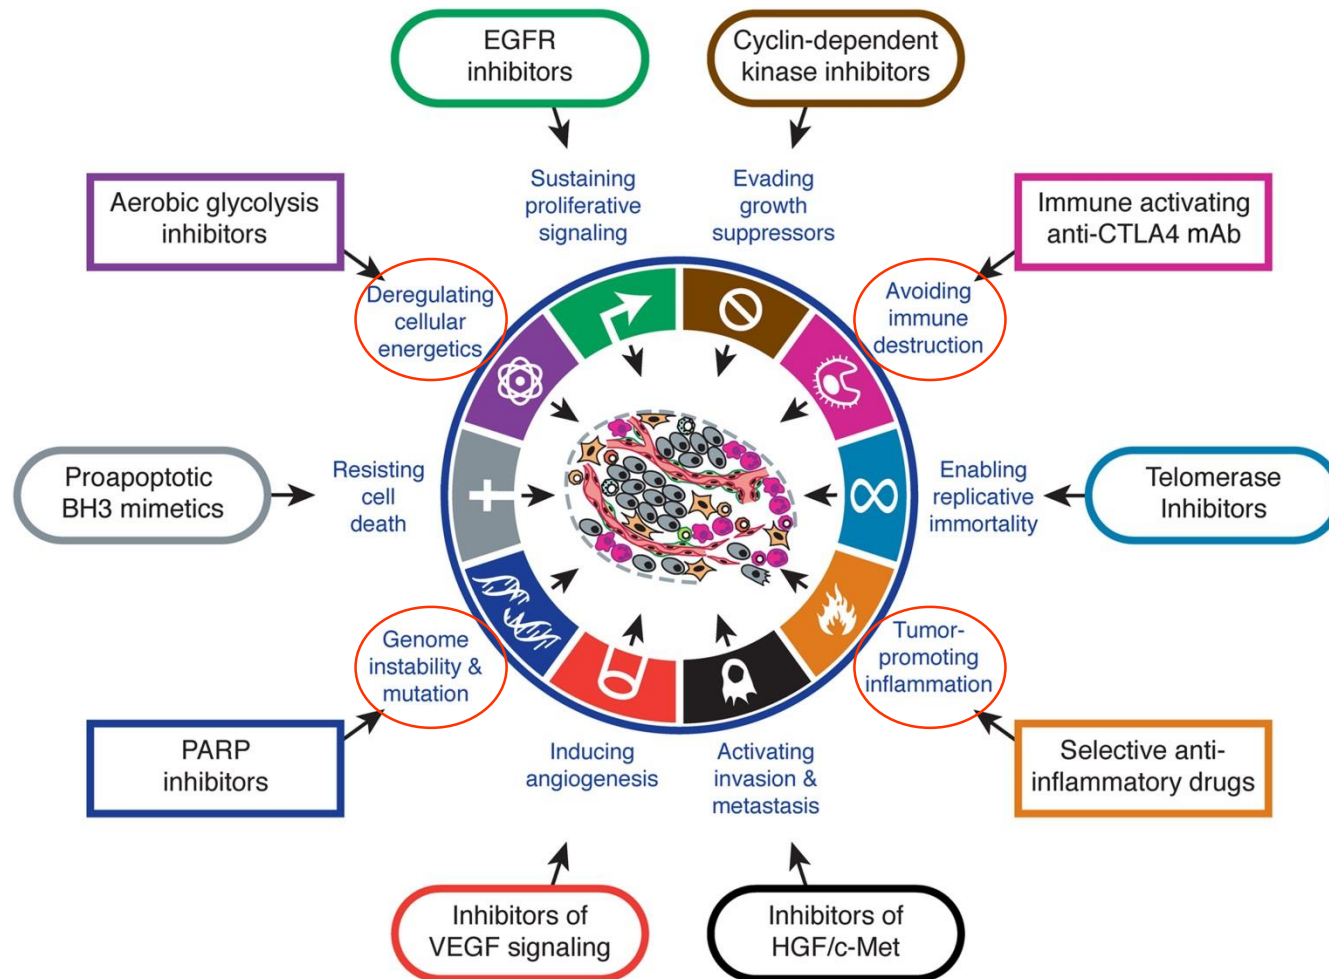 EGFR
inhibitors
Cyclin-dependent
kinase inhibitors
Sustaining
proliferative
signaling
Evading
growth
suppressors
Aerobic glycolysis
inhibitors
Immune activating
anti-CTLA4 mAb
Deregulating
cellular
energetics
Avoiding
immune
destruction
Proapoptotic
BH3 mimetics
Resisting
cell
death
Enabling
replicative
immortality
Telomerase
Inhibitors
Genome
instability &
mutation
Tumor-
promoting
inflammation
PARP
inhibitors
Inducing
angiogenesis
Activating
invasion &
metastasis
Selective anti-
inflammatory drugs
Inhibitors of
VEGF signaling
Inhibitors of
HGF/c-Met